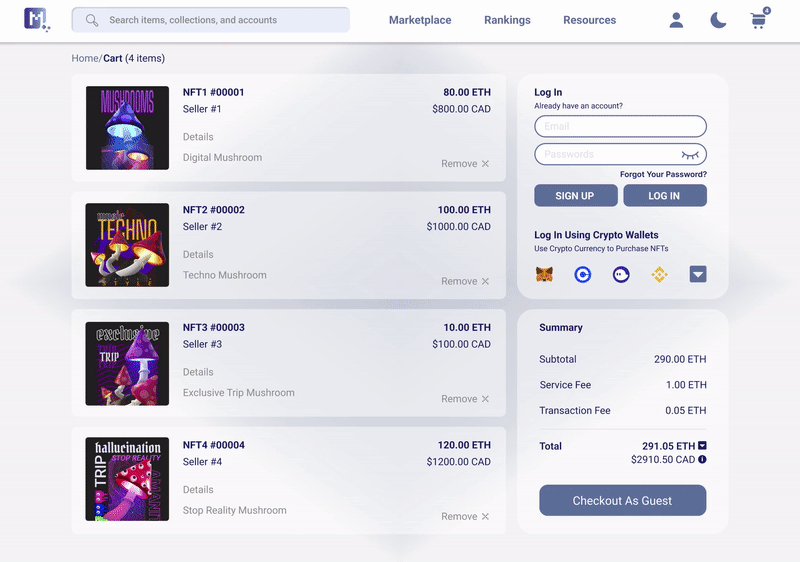 M
Search items, collections, and accounts
Marketplace
Rankings
Resources
4
Home/Cart (4 items)
MUSHROOMS
NFT1 #00001
80.00 ETH
Seller #1
$800.00 CAD
Details
Digital Mushroom
Remove
music
TECHNO
STYLE
NFT2 #00002
100.00 ETH
Seller #2
$1000.00 CAD
Details
Techno Mushroom
Remove
exclusive
TRIP
TRIP
TRIP
NFT3 #00003
10.00 ETH
Seller #3
$100.00 CAD
Details
Exclusive Trip Mushroom
Remove
hallucination
STOP REALITY
TRIP
AMANITA
NFT4 #00004
120.00 ETH
Seller #4
$1200.00 CAD
Details
Stop Reality Mushroom
Remove
Log In
Already have an account?
Email
Passwords
Forgot Your Password?
SIGN UP
LOG IN
Log In Using Crypto Wallets
Use Crypto Currency to Purchase NFTs
Summary
Subtotal
290.00 ETH
Service Fee
1.00 ETH
Transaction Fee
0.05 ETH
Total
291.05 ETH
$2910.50 CAD
Checkout As Guest